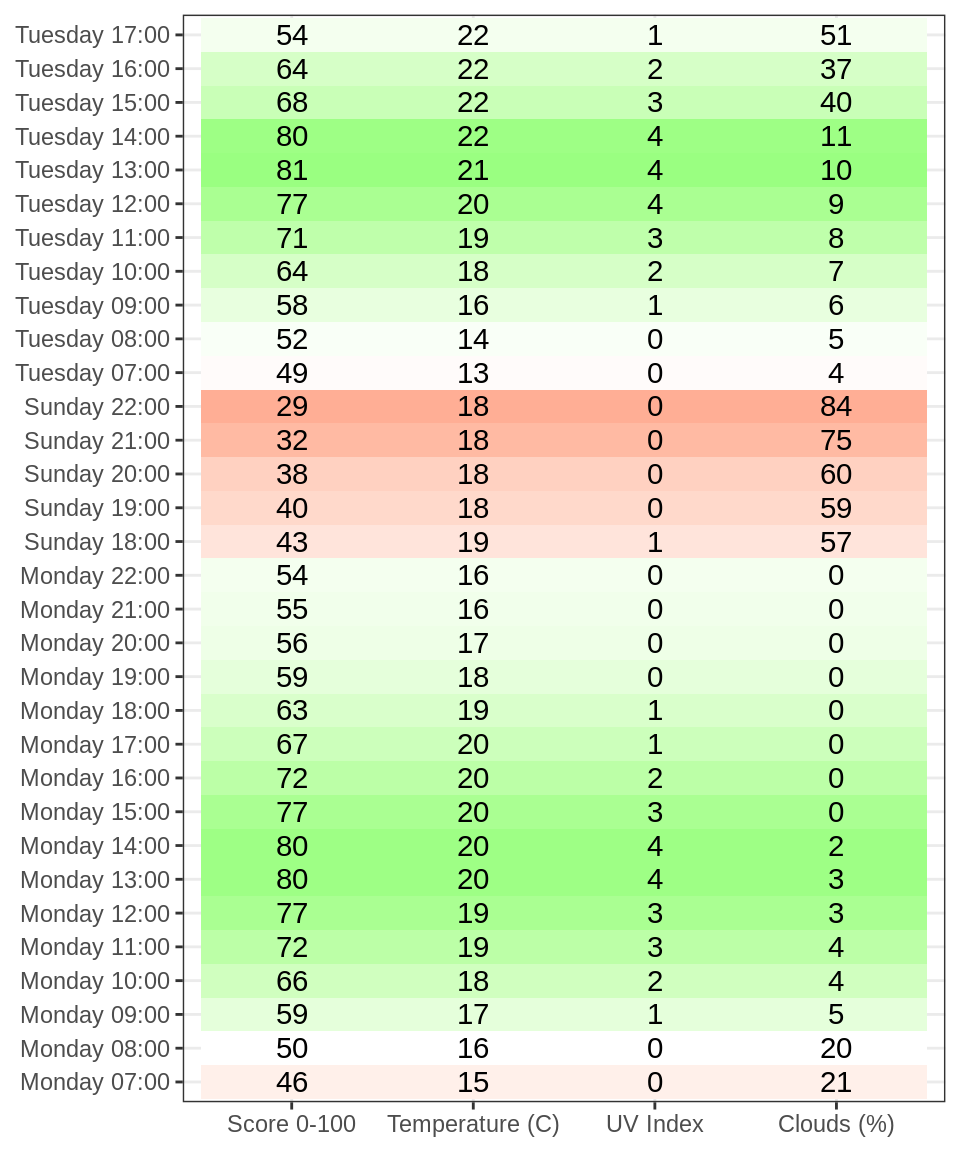 Tuesday 17:00 54 22 1 51
Tuesday 16:00 64 22 2 37
Tuesday 15:00 68 22 3 40
Tuesday 14:00 80 22 4 11
Tuesday 13:00 81 21 4 10
Tuesday 12:00 77 20 4 9
Tuesday 11:00 71 19 3 8
Tuesday 10:00 64 18 2 7
Tuesday 09:00 58 16 1 6
Tuesday 08:00 52 14 0 5
Tuesday 07:00 49 13 0 4
Sunday 22:00 29 18 0 84
Sunday 21:00 32 18 0 75
Sunday 20:00 38 18 0 60
Sunday 19:00 40 18 0 59
Sunday 18:00 43 19 1 57
Monday 22:00 54 16 0 0
Monday 21:00 55 16 0 0
Monday 20:00 56 17 0 0
Monday 19:00 59 18 0 0
Monday 18:00 63 19 1 0
Monday 17:00 67 20 1 0
Monday 16:00 72 20 2 0
Monday 15:00 77 20 3 0
Monday 14:00 80 20 4 2
Monday 13:00 80 20 4 3
Monday 12:00 77 19 3 3
Monday 11:00 72 19 3 4
Monday 10:00 66 18 2 4
Monday 09:00 59 17 1 5
Monday 08:00 50 16 0 20
Monday 07:00 46 15 0 21
Score 0-100 Temperature (C) UV Index Clouds (%)